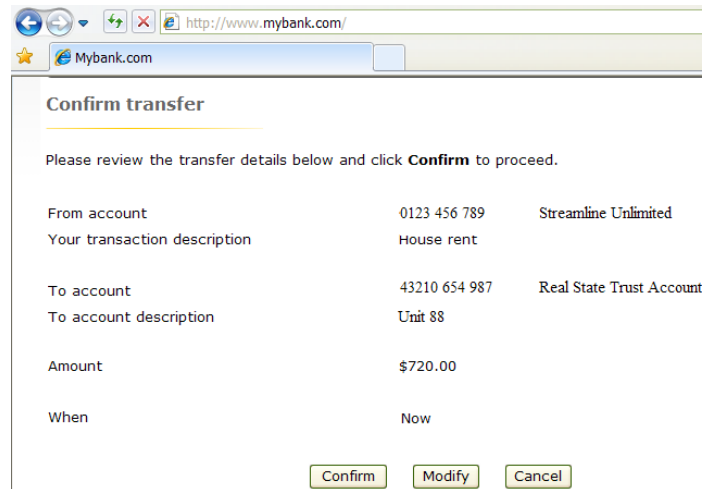 http://www.mybank.com/
Mybank.com
Confirm transfer
Please review the transfer details below and click Confirm to proceed.
From account 0123 456 789 Streamline Unlimited
Your transaction description House rent
To account 43210 654 987 Real State Trust Account
To account description Unit 88
Amount $720.00
When Now
Confirm Modify Cancel